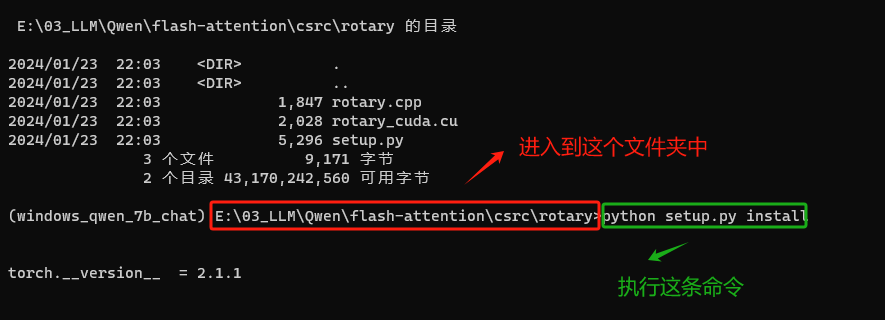 E:\03_LLM\Qwen\flash-attention\csrc\rotary 的目录
2024/01/23  22:03    <DIR>          .
2024/01/23  22:03    <DIR>          ..
2024/01/23  22:03             1,847 rotary.cpp
2024/01/23  22:03             2,028 rotary_cuda.cu
2024/01/23  22:03             5,296 setup.py
3 个文件          9,171 字节
2 个目录 43,170,242,560 可用字节
进入到这个文件夹中
(windows_qwen_7b_chat) E:\03_LLM\Qwen\flash-attention\csrc\rotary>python setup.py install
torch.__version__  = 2.1.1
执行这条命令